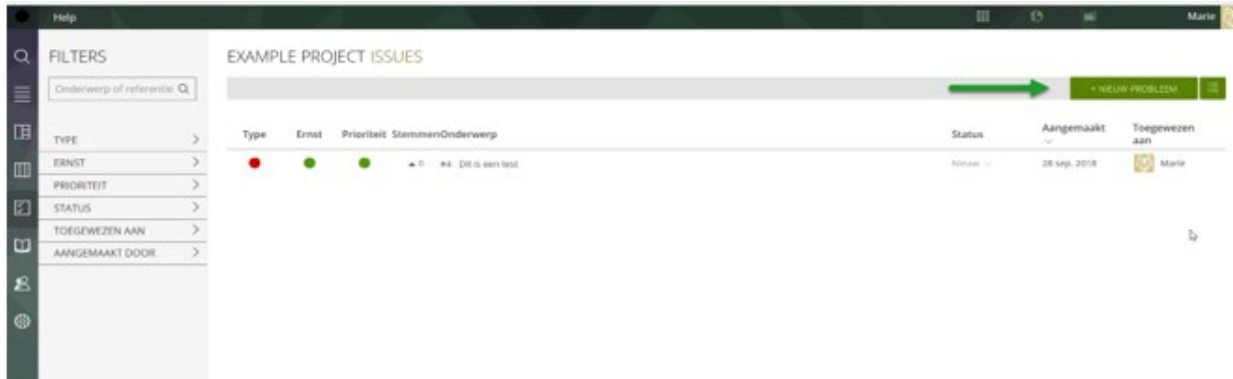 Help
Marie
FILTERS
Onderwerp of referentie
TYPE
ERNST
PRIORITEIT
STATUS
TOEGEWEZEN AAN
AANGEMAAKT DOOR
EXAMPLE PROJECT ISSUES
+ NIEUW PROBLEEM
Type Ernst Prioriteit Stemmen Onderwerp Status Aangemaakt Toegewezen
aan
0 #4 Dit is een test Nieuw 28 sep. 2018 Marie